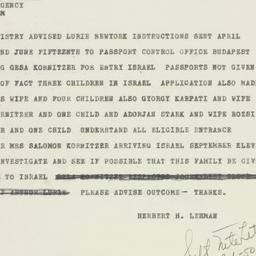 GENCY
M
ISTRY ADVISED LURIE NEWYORK INSTRUCTIONS SENT APRIL
ND JUNE FIFTEENTE TO PASSPORT CONTROL OFFICE BUDAPEST
NG GESA KORNITZER FOR ENTRY ISRAEL PASSPORTS NOT GIVEN
OF FACT THREE CHILDREN IN ISRAEL APPLICATION ALSO MAD
S WIFE AND FOUR CHILDREN ALSO GYORGY KARPATI AND WIFE
RNITZER AND ONE CHILD AND ADORJAN STARK AND WIFE ROZSI
R AND ONE CHILD UNDERSTAND ALL ELIGIBLE ENTRANCE
R MRS SALOMON KORNITZER ARRIVING ISRAEL SEPTEMBER ELEV
NVESTIGATE AND SEE IF POSSIBLE THAT THIS FAMILY BE GIV
E TO ISRAEL
PLEASE ADVISE OUTCOME— THANKS.
HERBERT H. LEHMAN